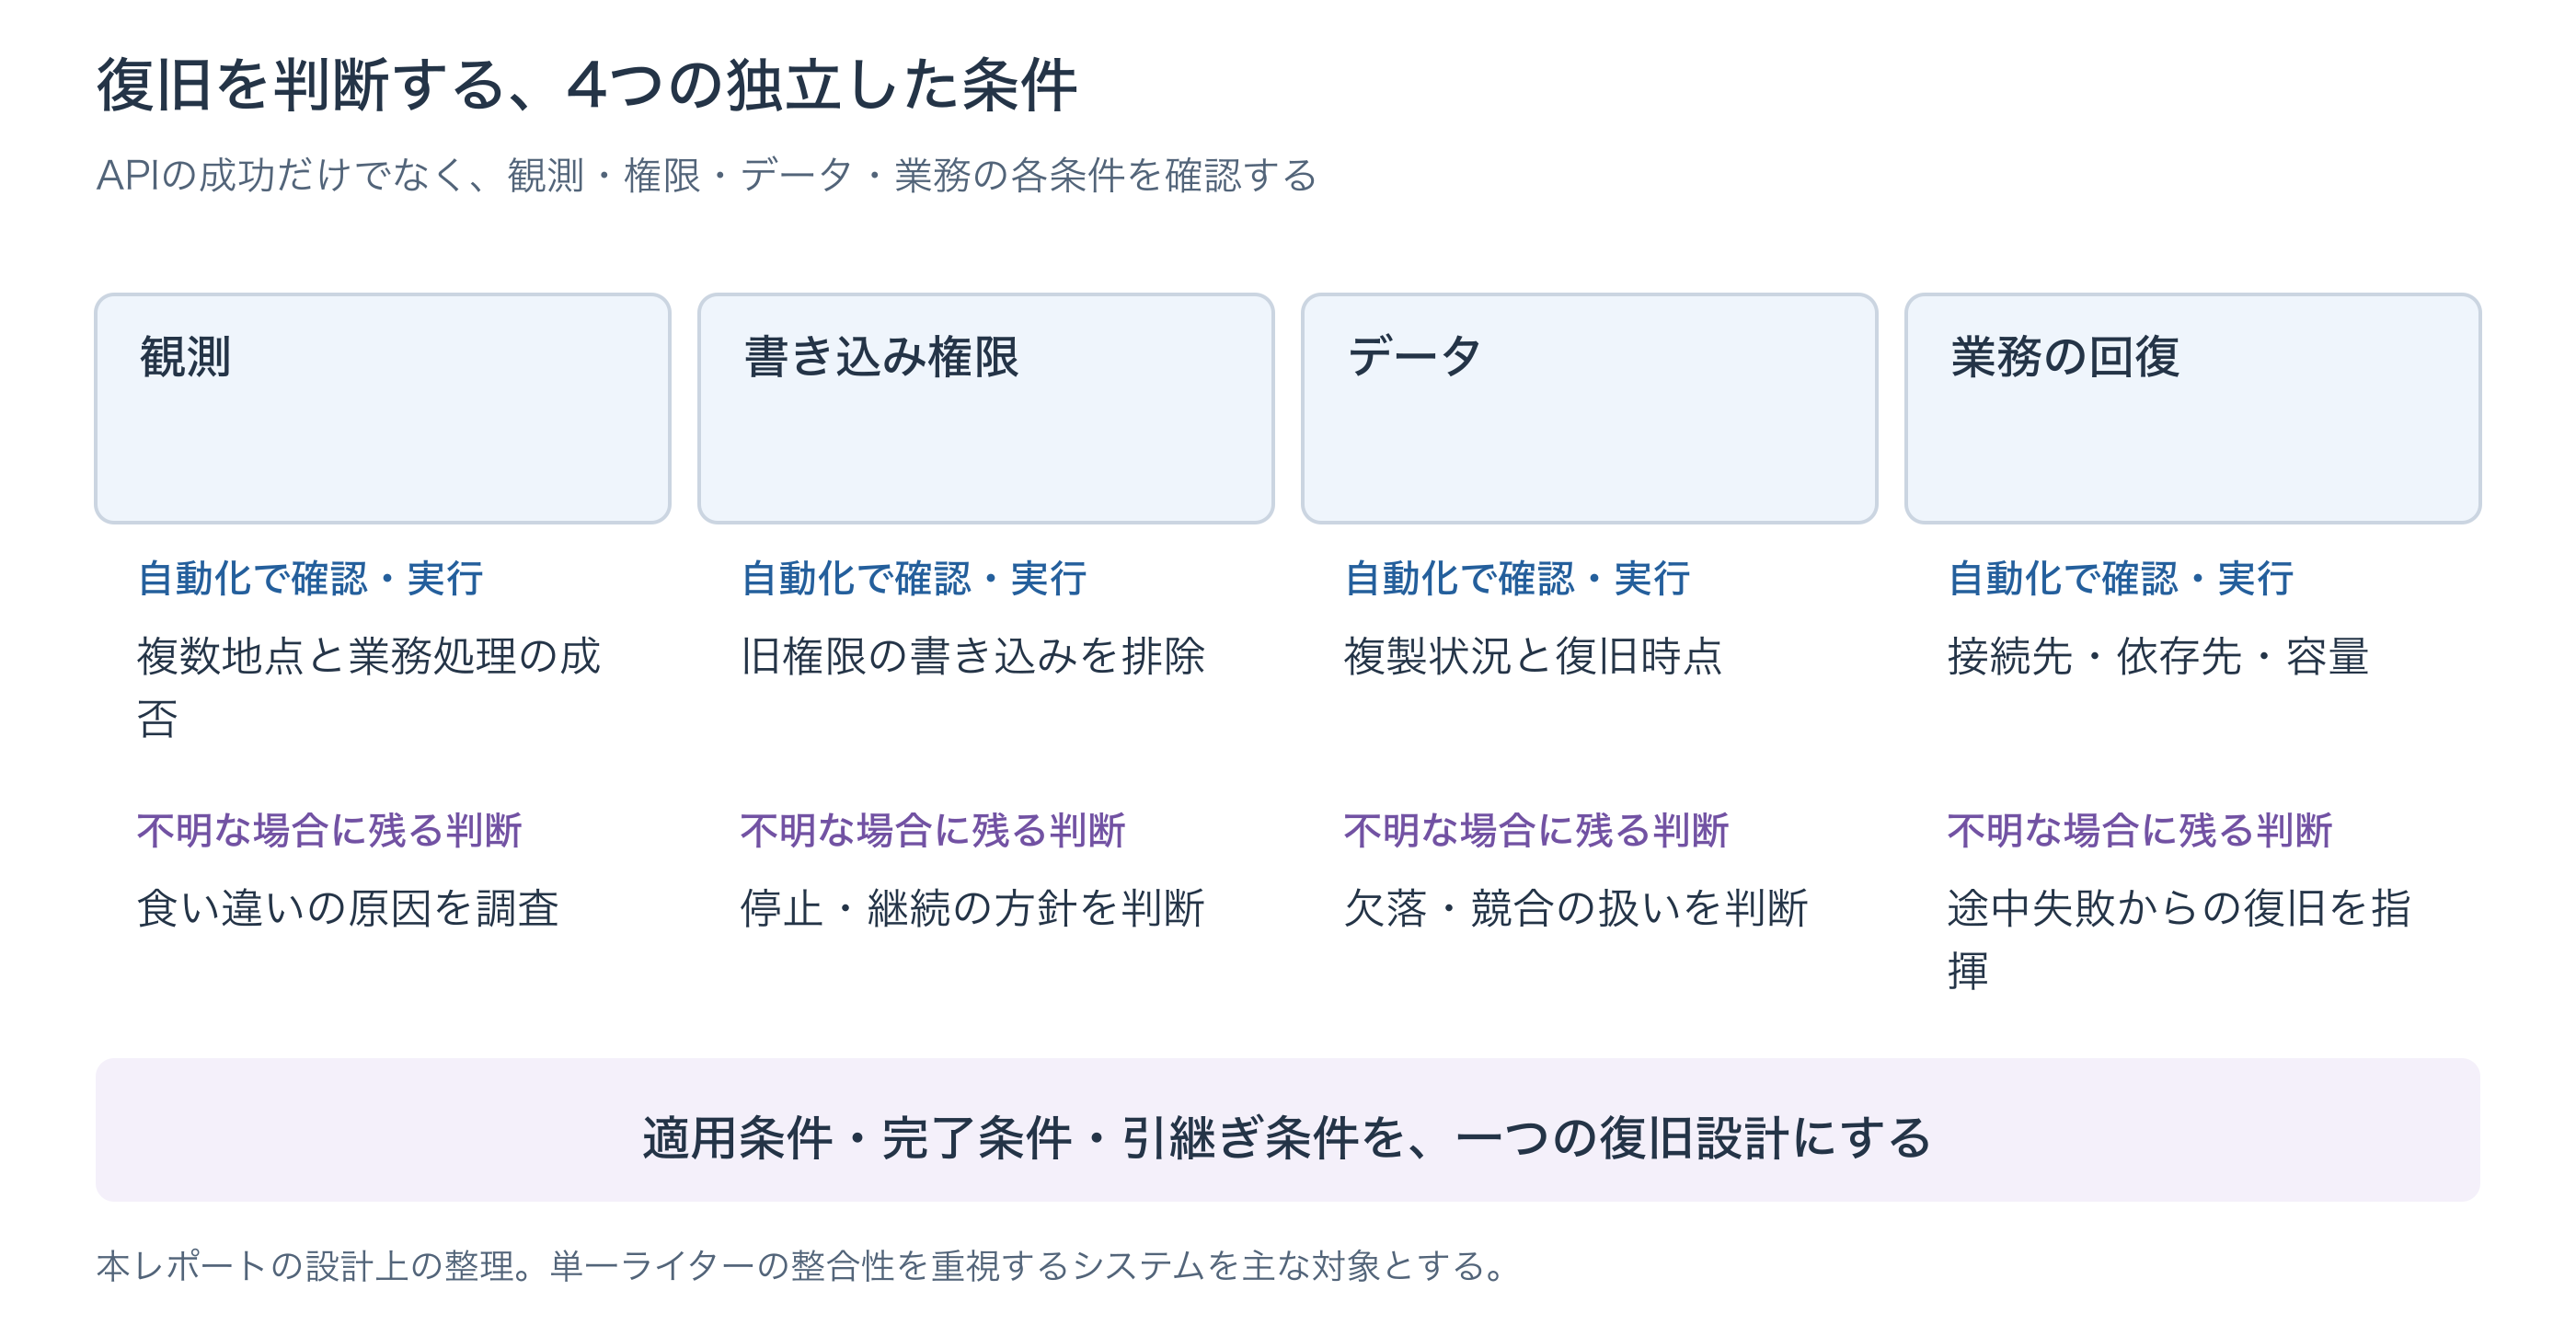 復旧を判断する、4つの独立した条件
APIの成功だけでなく、観測・権限・データ・業務の各条件を確認する
観測
自動化で確認・実行
複数地点と業務処理の成
否
不明な場合に残る判断
食い違いの原因を調査
書き込み権限
自動化で確認・実行
旧権限の書き込みを排除
不明な場合に残る判断
停止・継続の方針を判断
データ
自動化で確認・実行
複製状況と復旧時点
不明な場合に残る判断
欠落・競合の扱いを判断
業務の回復
自動化で確認・実行
接続先・依存先・容量
不明な場合に残る判断
途中失敗からの復旧を指
揮
適用条件・完了条件・引継ぎ条件を、一つの復旧設計にする
本レポートの設計上の整理。単一ライターの整合性を重視するシステムを主な対象とする。